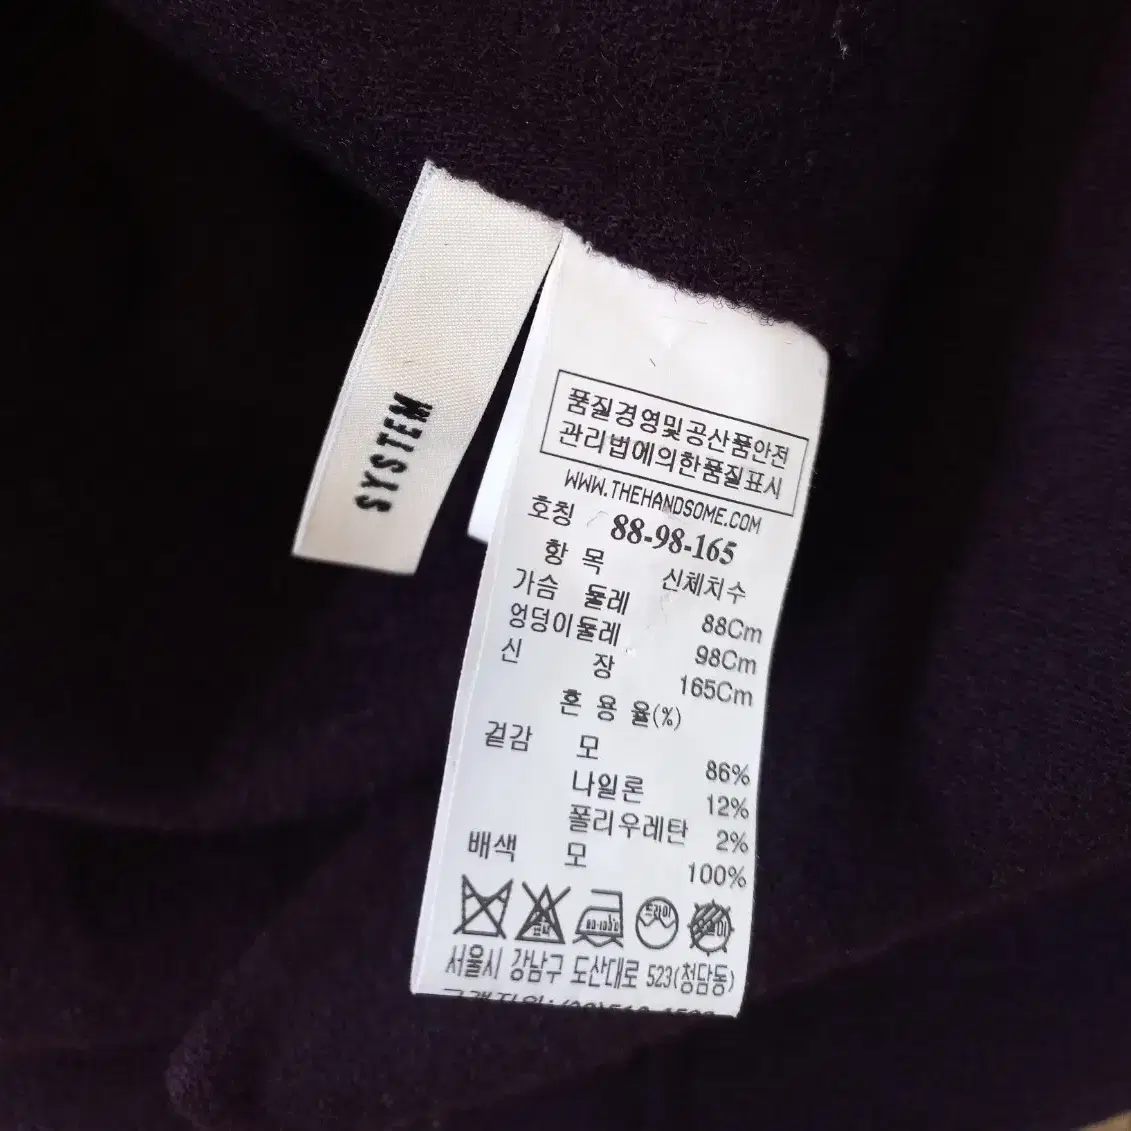 SYSTEM
품질경영및공산품안전
관리법에의한품질표시
WWW.THEHANDSOME.COM
호칭 88-98-165
항 목 신체치수
가슴 둘레 88Cm
엉덩이둘레 98Cm
신 장 165Cm
혼 용 율(%)
겉감 모 86%
나일론 12%
폴리우레탄 2%
배색 모 100%
드라이
서울시 강남구 도산대로 523(청담동)